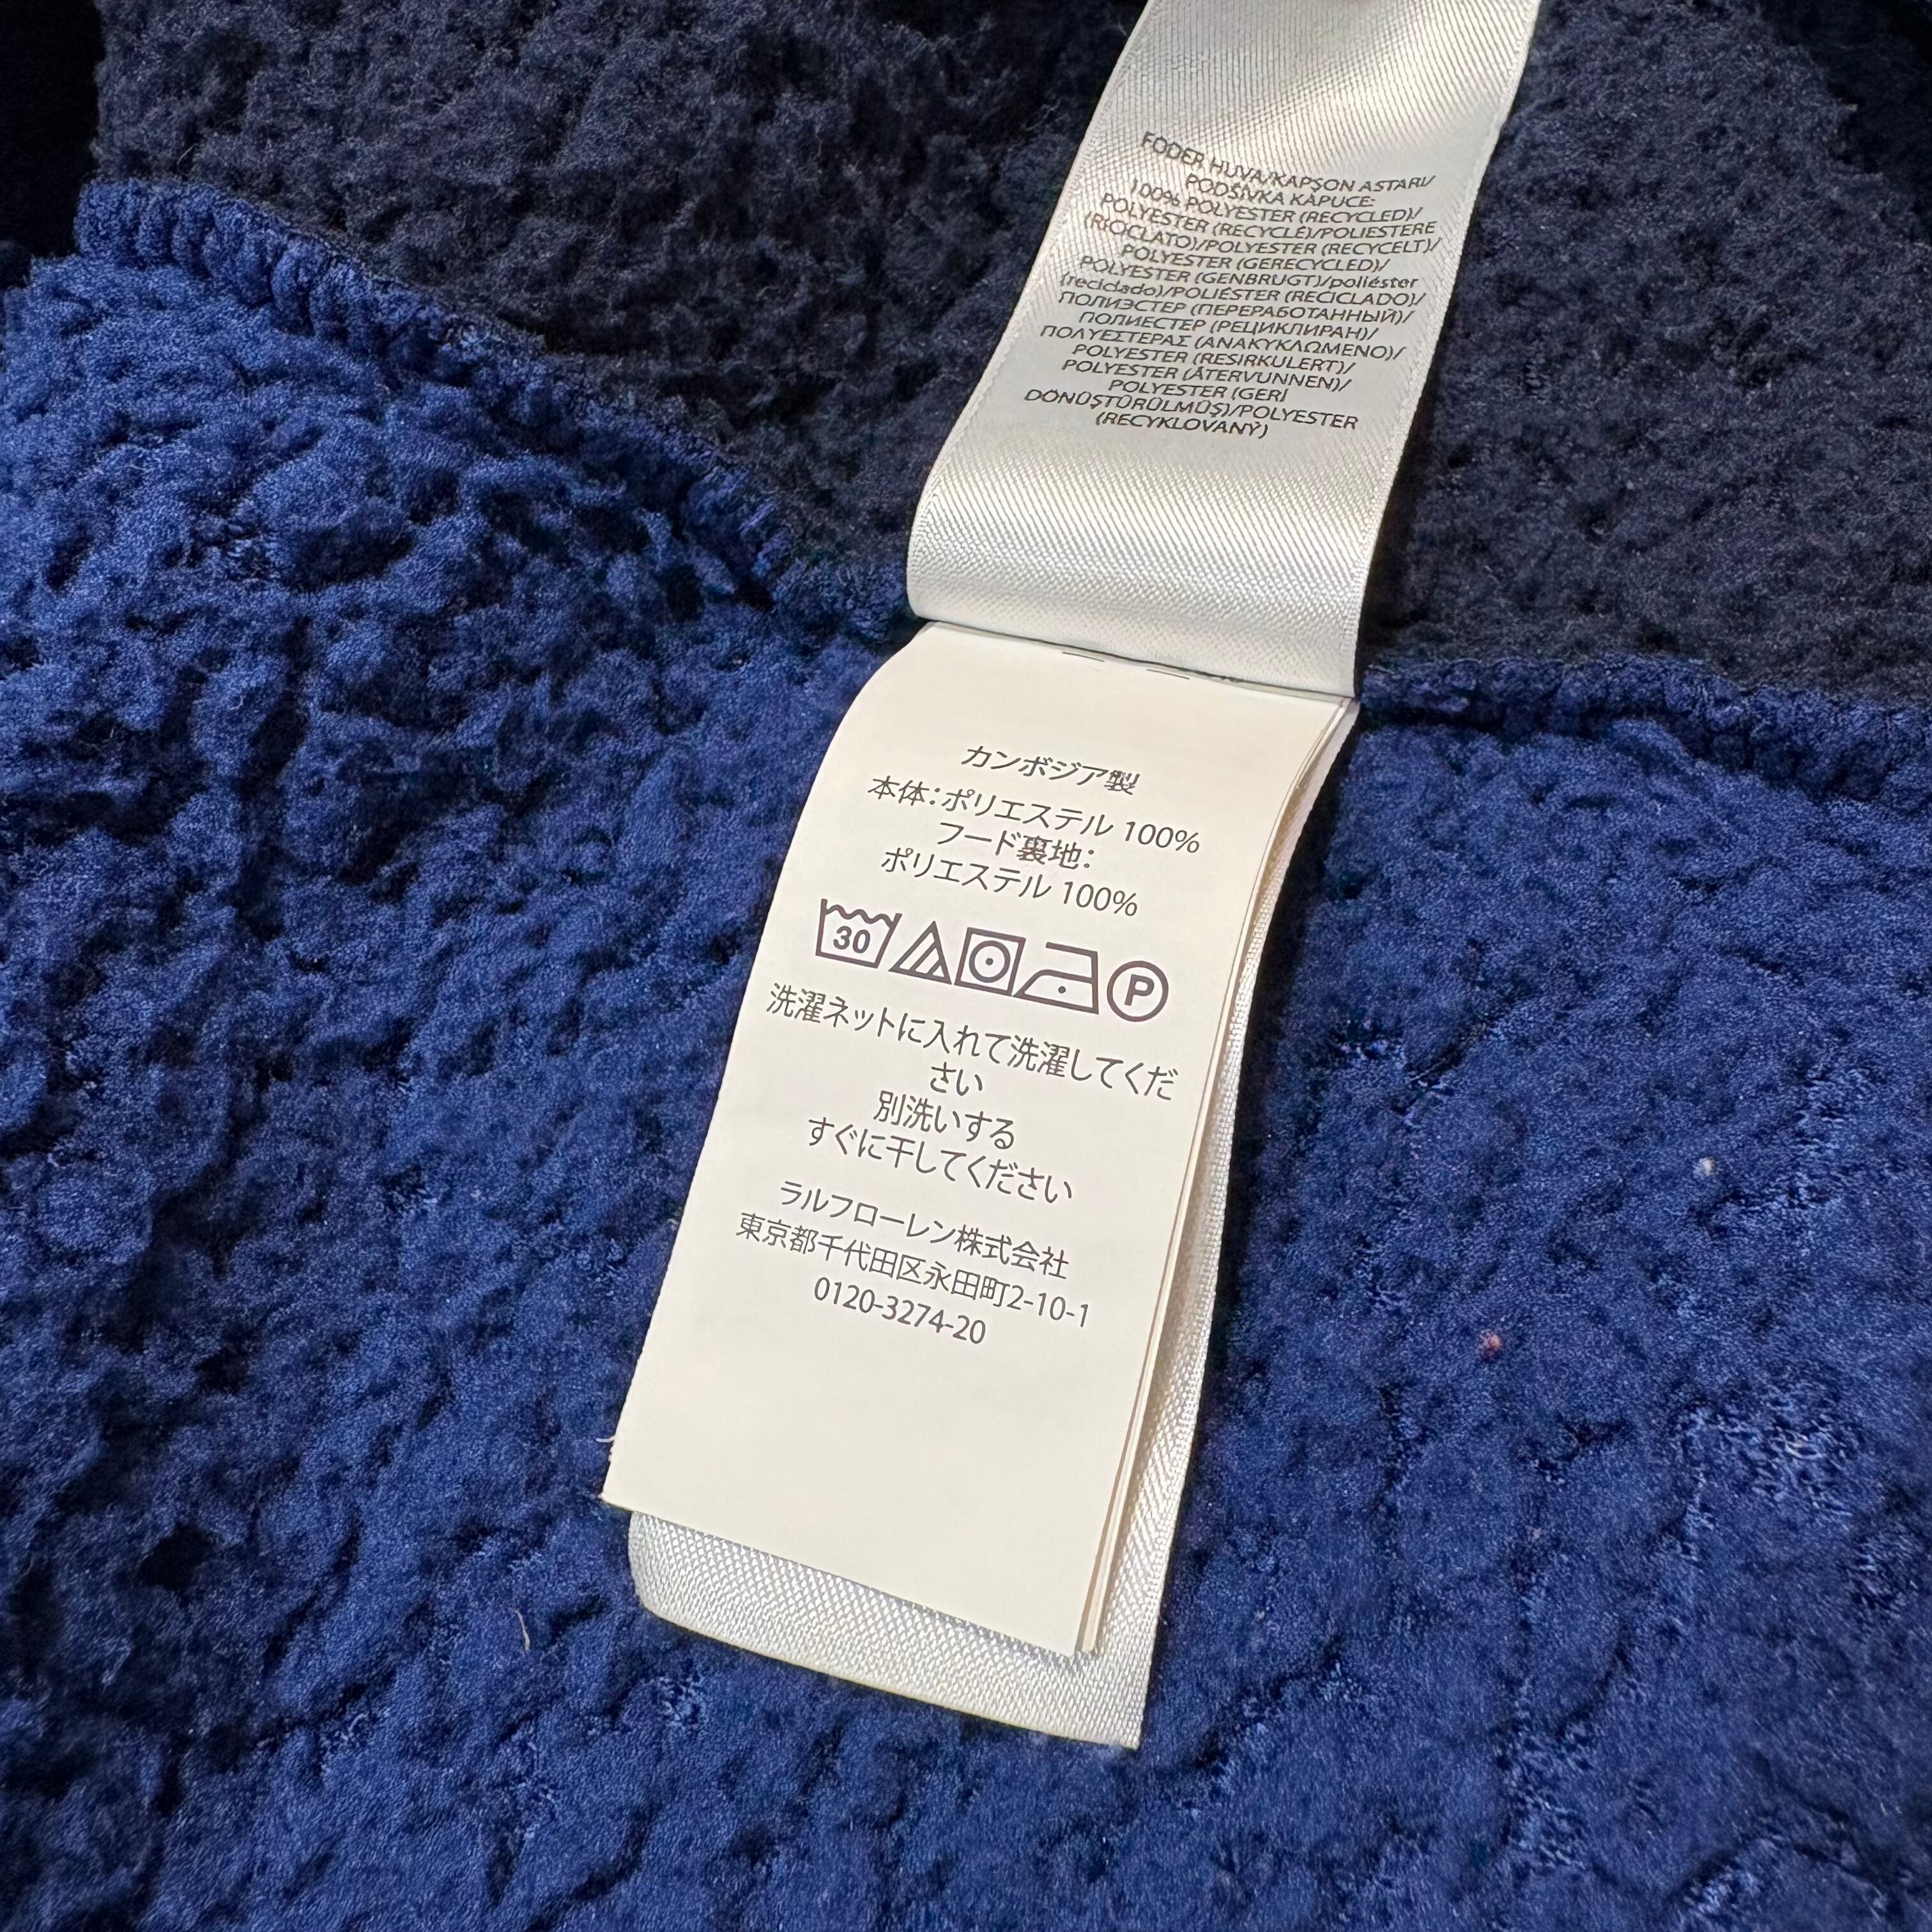 FODER HUVA/KAPŞON ASTARI/
PODŠÍVKA KAPUCE:
100% POLYESTER (RECYCLED)/
POLYESTER (RECYCLÉ)/POLIESTERE
(RICICLATO)/POLYESTER (RECYCELT)/
POLYESTER (GERECYCLED)/
POLYESTER (GENBRUGT)/poliéster
(reciclado)/POLIÉSTER (RECICLADO)/
ПОЛИЭСТЕР (ПЕРЕРАБОТАННЫЙ)/
ПОЛИЕСТЕР (РЕЦИКЛИРАН)/
ΠΟΛΥΕΣΤΕΡΑΣ (ΑΝΑΚΥΚΛΩΜΕΝΟ)/
POLYESTER (RESIRKULERT)/
POLYESTER (ÅTERVUNNEN)/
POLYESTER (GERİ
DÖNÜŞTÜRÜLMÜŞ)/POLYESTER
(RECYKLOVANÝ)
カンボジア製
本体:ポリエステル 100%
フード裏地:
ポリエステル 100%
30 P
洗濯ネットに入れて洗濯してくだ
さい
別洗いする
すぐに干してください
ラルフローレン株式会社
東京都千代田区永田町2-10-1
0120-3274-20